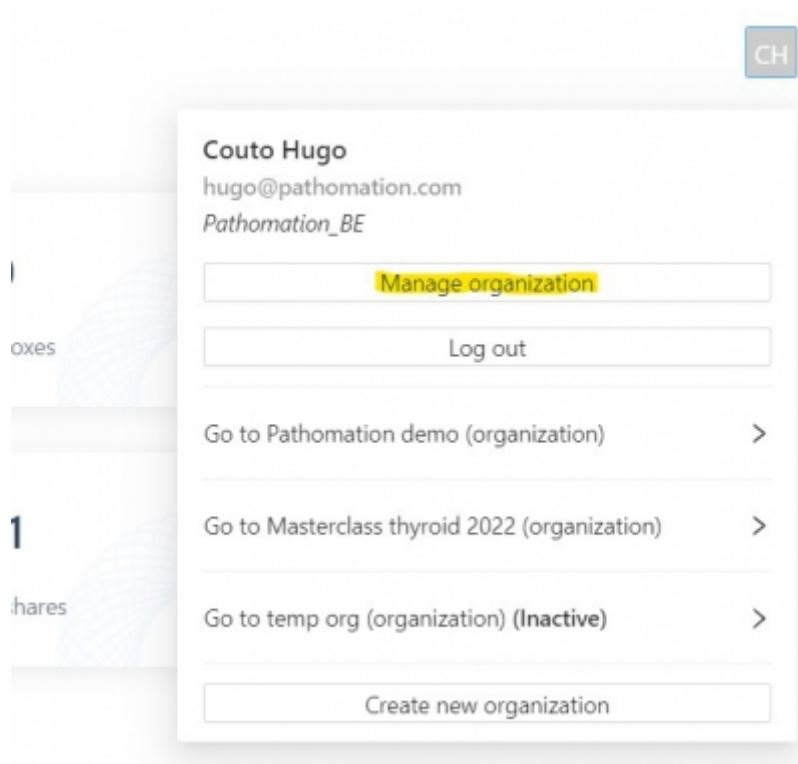 CH
Couto Hugo
hugo@pathomation.com
Pathomation_BE
Manage organization
oxes
Log out
Go to Pathomation demo (organization)
1
Go to Masterclass thyroid 2022 (organization)
hares
Go to temp org (organization) (Inactive)
Create new organization